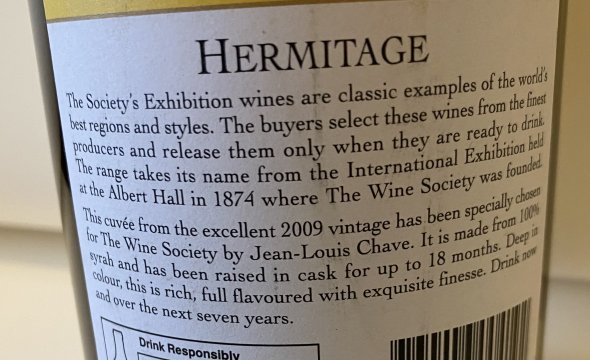 HERMITAGE
The Society's Exhibition wines are classic examples of the world's
best regions and styles. The buyers select these wines from the finest
producers and release them only when they are ready to drink.
The range takes its name from the International Exhibition held
at the Albert Hall in 1874 where The Wine Society was founded.
This cuvée from the excellent 2009 vintage has been specially chosen
for The Wine Society by Jean-Louis Chave. It is made from 100%
syrah and has been raised in cask for up to 18 months. Deep in
colour, this is rich, full flavoured with exquisite finesse. Drink now
and over the next seven years.
Drink Responsibly